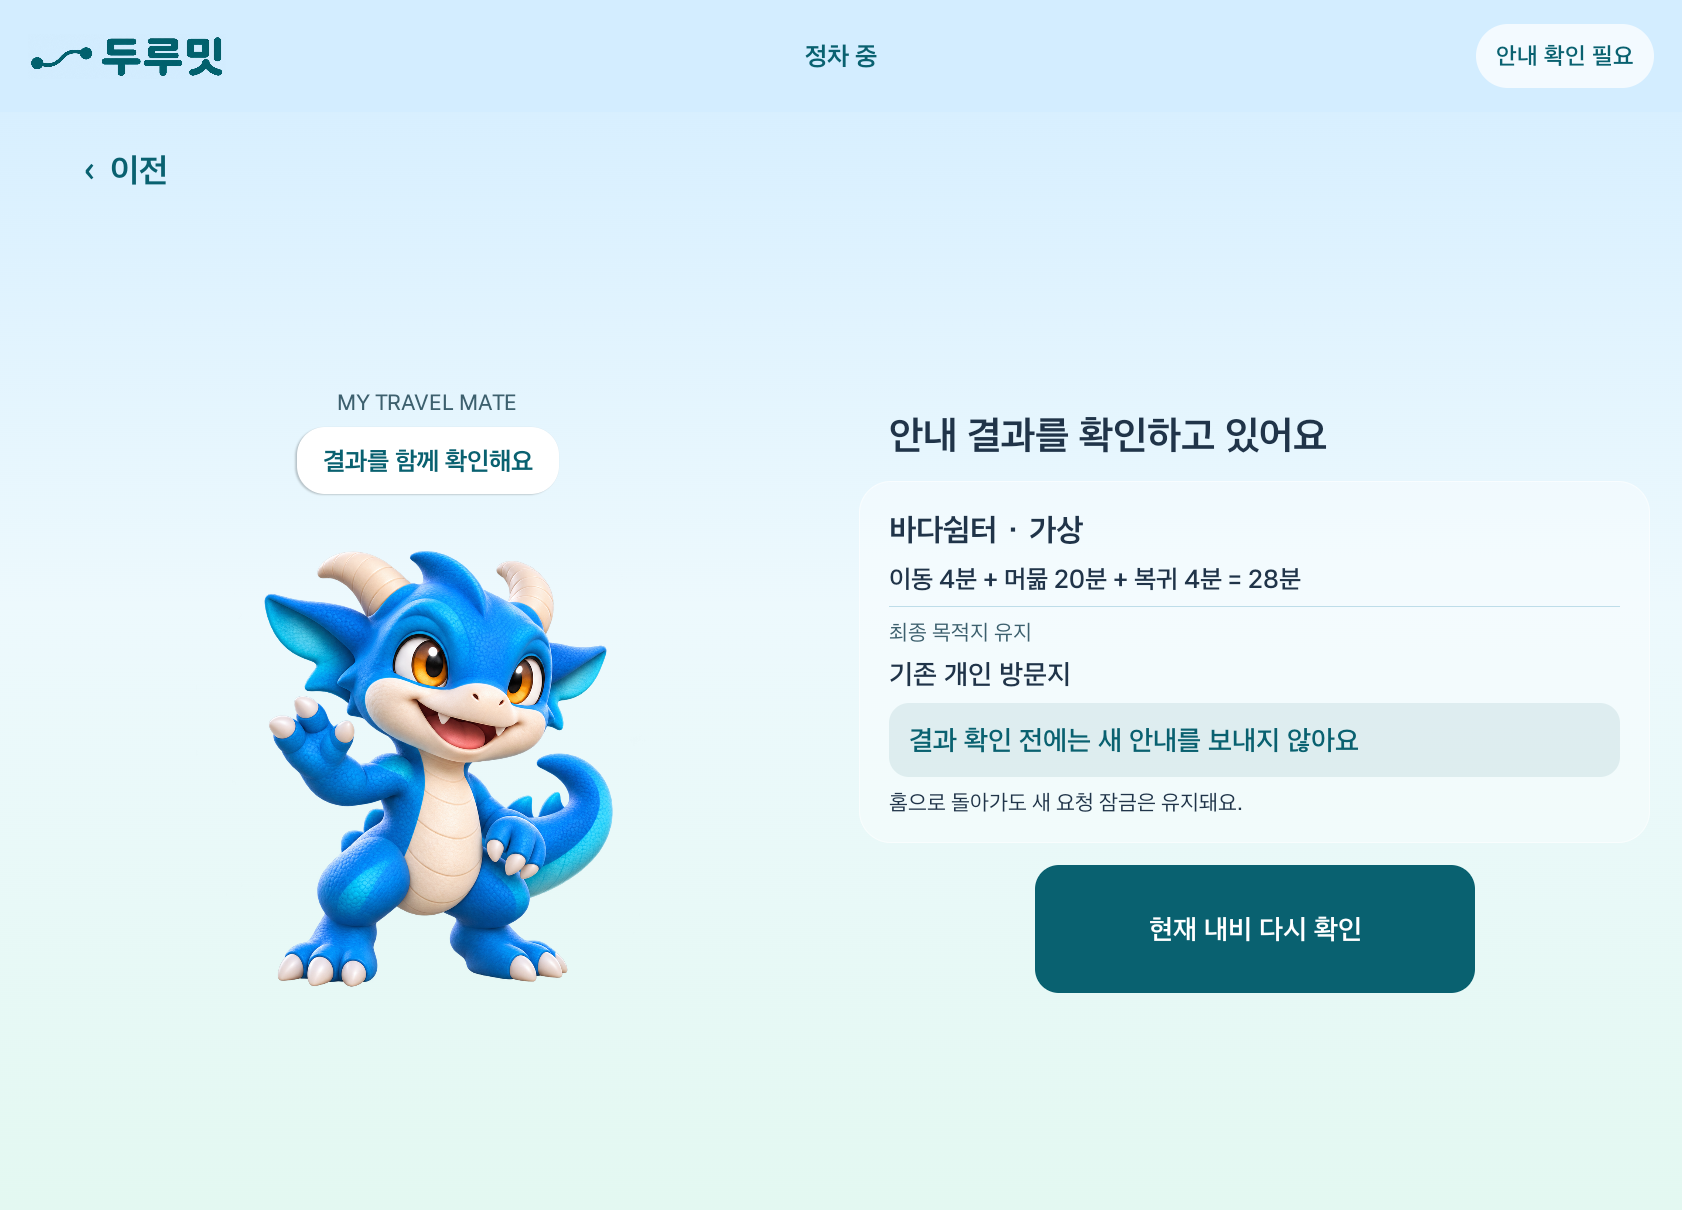 두루밋
정차 중
안내 확인 필요
‹ 이전
MY TRAVEL MATE
결과를 함께 확인해요
안내 결과를 확인하고 있어요
바다쉼터 · 가상
이동 4분 + 머묾 20분 + 복귀 4분 = 28분
최종 목적지 유지
기존 개인 방문지
결과 확인 전에는 새 안내를 보내지 않아요
홈으로 돌아가도 새 요청 잠금은 유지돼요.
현재 내비 다시 확인